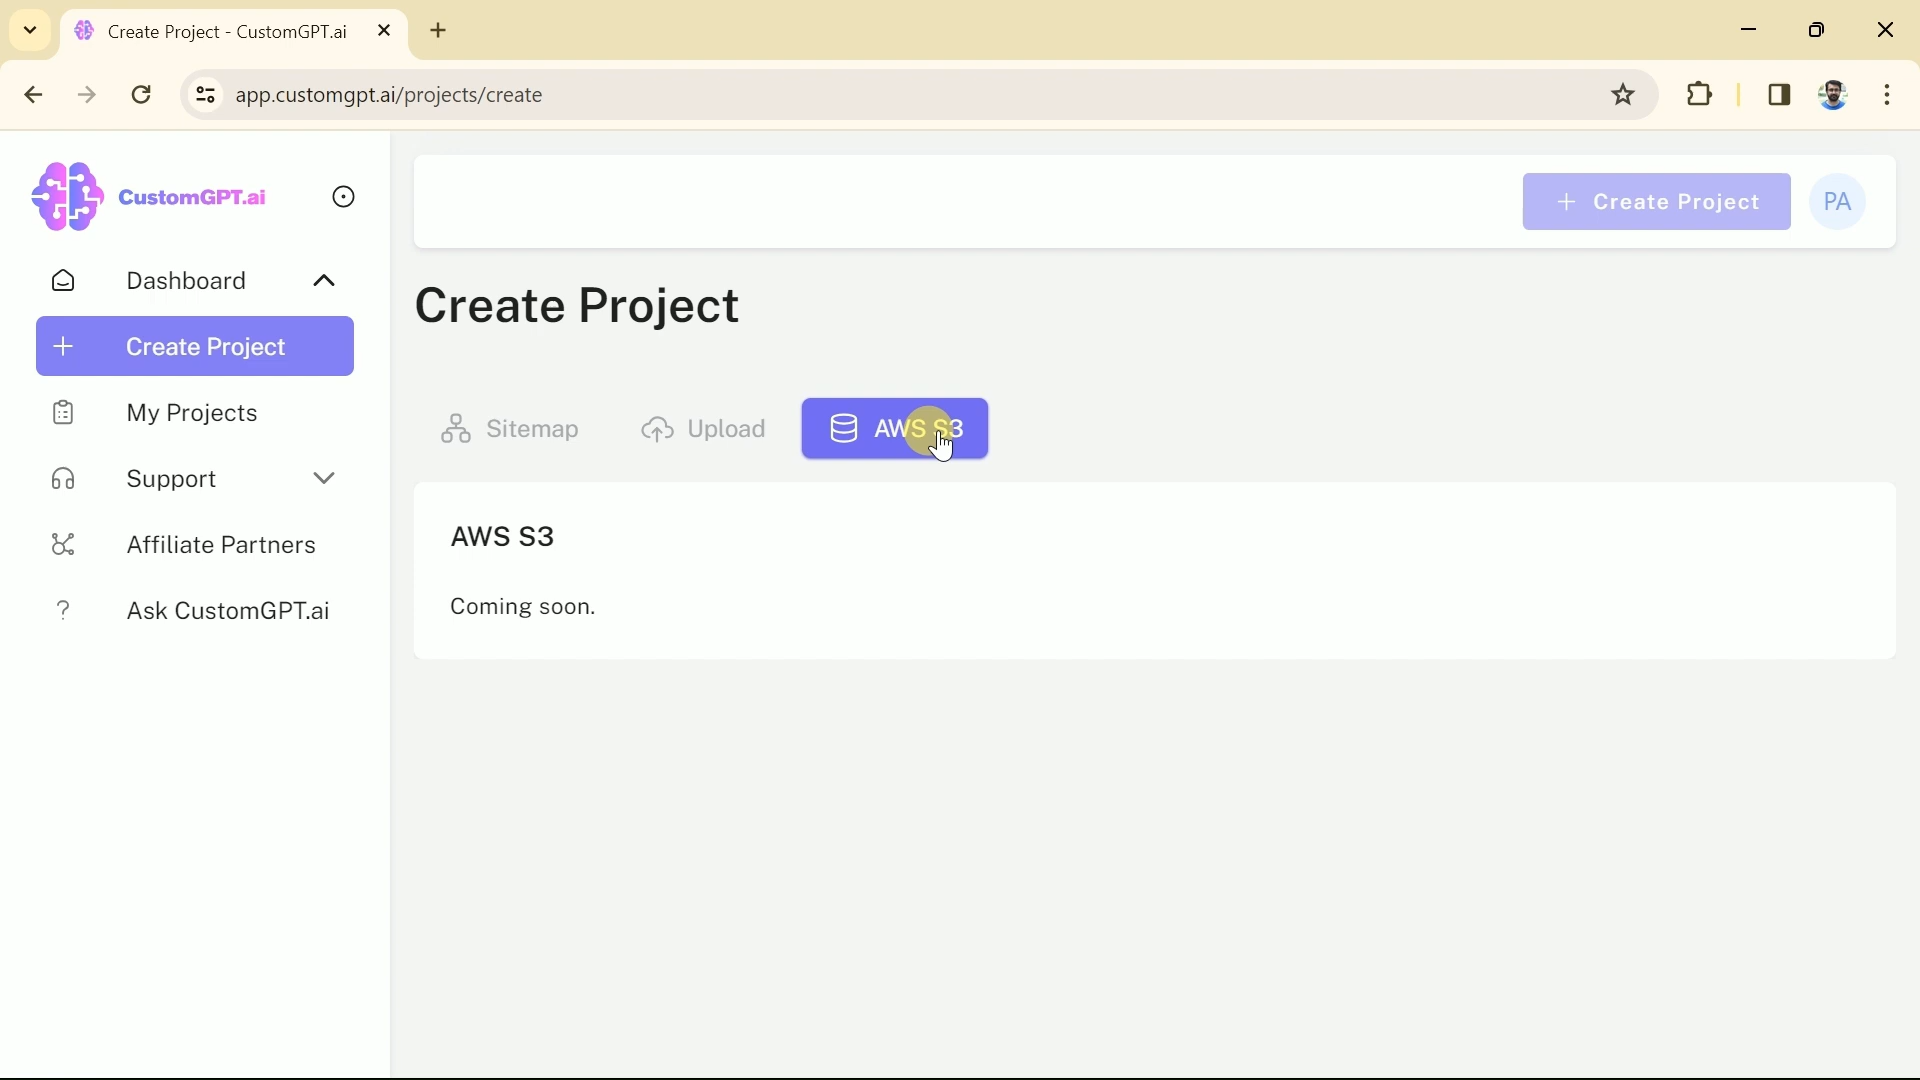 Create Project - CustomGPT.ai
app.customgpt.ai/projects/create
CustomGPT.ai
+ Create Project
PA
Dashboard
Create Project
+ Create Project
My Projects
Sitemap
Upload
AWS S3
Support
AWS S3
Affiliate Partners
Coming soon.
? Ask CustomGPT.ai